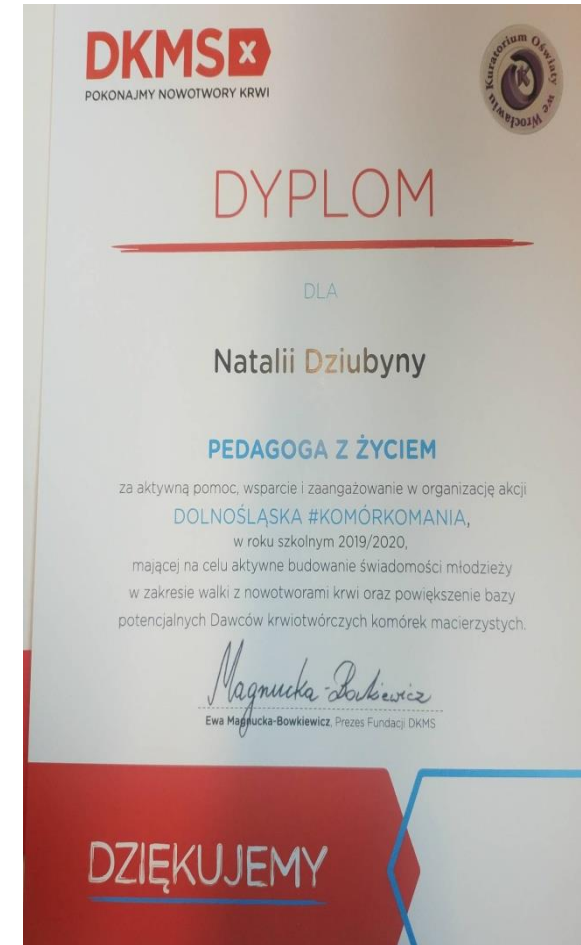 DKMS x
POKONAJMY NOWOTWORY KRWI
Kuratorium Oświaty we Wrocławiu
DYPLOM
DLA
Natalii Dziubyny
PEDAGOGA Z ŻYCIEM
za aktywną pomoc, wsparcie i zaangażowanie w organizację akcji
DOLNOŚLĄSKA #KOMÓRKOMANIA,
w roku szkolnym 2019/2020,
mającej na celu aktywne budowanie świadomości młodzieży
w zakresie walki z nowotworami krwi oraz powiększenie bazy
potencjalnych Dawców krwiotwórczych komórek macierzystych.
Magnucka-Bowkiewicz
Ewa Magnucka-Bowkiewicz, Prezes Fundacji DKMS
DZIĘKUJEMY